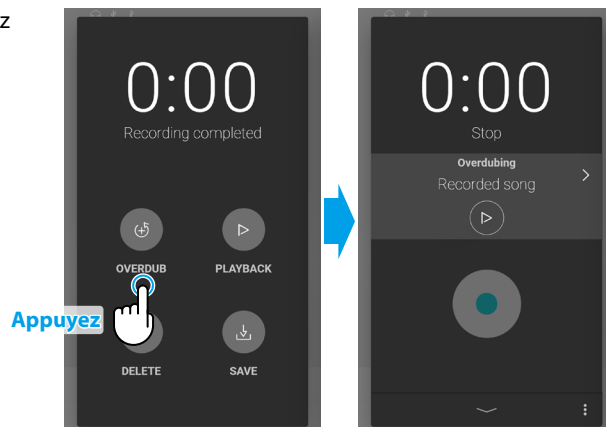 z
0:00
Recording completed
OVERDUB
PLAYBACK
Appuyez
DELETE
SAVE
0:00
Stop
Overdubing
Recorded song